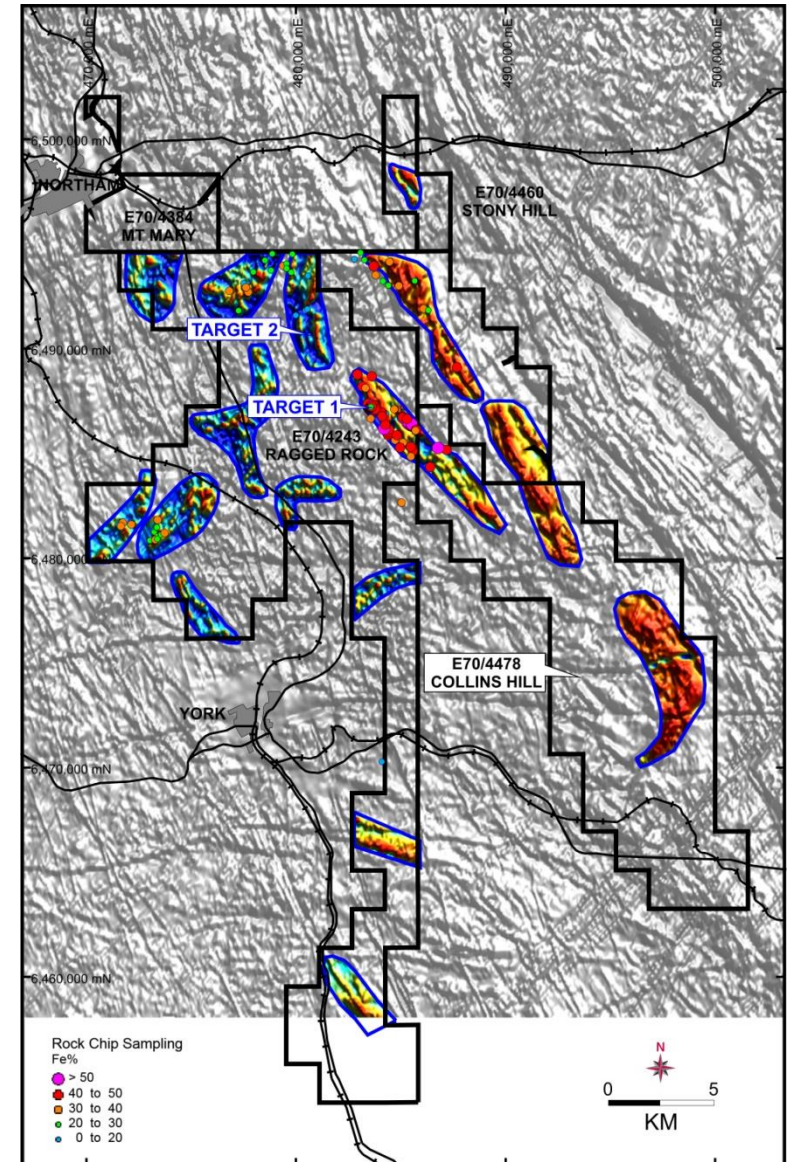 470,000 mE
480,000 mE
490,000 mE
500,000 mE
6,500,000 mN
NORTHAM
E70/4384
MT MARY
E70/4460
STONY HILL
TARGET 2
6,490,000 mN
TARGET 1
E70/4243
RAGGED ROCK
6,480,000 mN
E70/4478
COLLINS HILL
YORK
6,470,000 mN
6,460,000 mN
Rock Chip Sampling
Fe%
> 50
40 to 50
30 to 40
20 to 30
0 to 20
N
0 5
KM